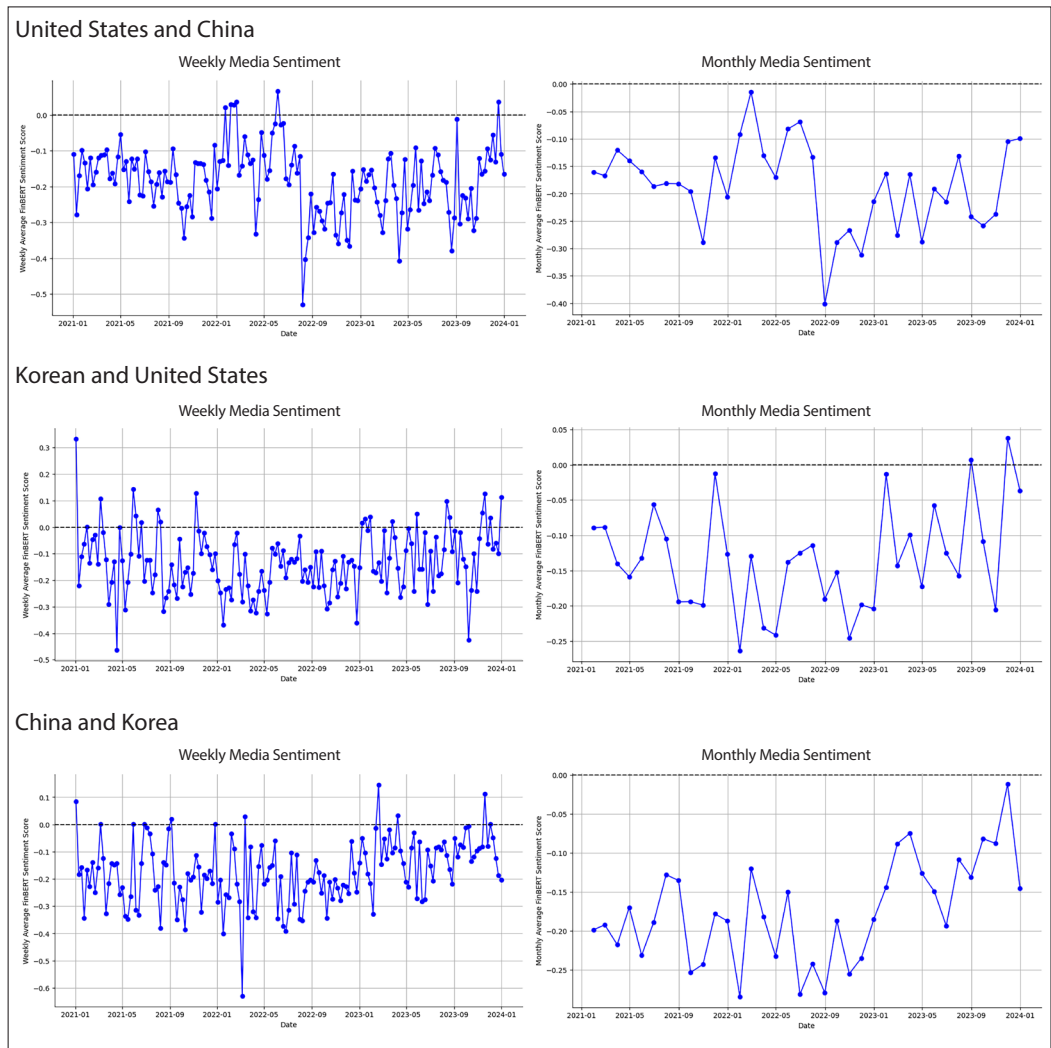 United States and China
Weekly Media Sentiment
Weekly Average FinBERT Sentiment Score
0.0
−0.1
−0.2
−0.3
−0.4
−0.5
2021-01 2021-05 2021-09 2022-01 2022-05 2022-09 2023-01 2023-05 2023-09 2024-01
Date
Monthly Media Sentiment
Monthly Average FinBERT Sentiment Score
0.00
−0.05
−0.10
−0.15
−0.20
−0.25
−0.30
−0.35
−0.40
2021-01 2021-05 2021-09 2022-01 2022-05 2022-09 2023-01 2023-05 2023-09 2024-01
Date
Korean and United States
Weekly Media Sentiment
Weekly Average FinBERT Sentiment Score
0.3
0.2
0.1
0.0
−0.1
−0.2
−0.3
−0.4
−0.5
2021-01 2021-05 2021-09 2022-01 2022-05 2022-09 2023-01 2023-05 2023-09 2024-01
Date
Monthly Media Sentiment
Monthly Average FinBERT Sentiment Score
0.05
0.00
−0.05
−0.10
−0.15
−0.20
−0.25
2021-01 2021-05 2021-09 2022-01 2022-05 2022-09 2023-01 2023-05 2023-09 2024-01
Date
China and Korea
Weekly Media Sentiment
Weekly Average FinBERT Sentiment Score
0.1
0.0
−0.1
−0.2
−0.3
−0.4
−0.5
−0.6
2021-01 2021-05 2021-09 2022-01 2022-05 2022-09 2023-01 2023-05 2023-09 2024-01
Date
Monthly Media Sentiment
Monthly Average FinBERT Sentiment Score
0.00
−0.05
−0.10
−0.15
−0.20
−0.25
2021-01 2021-05 2021-09 2022-01 2022-05 2022-09 2023-01 2023-05 2023-09 2024-01
Date